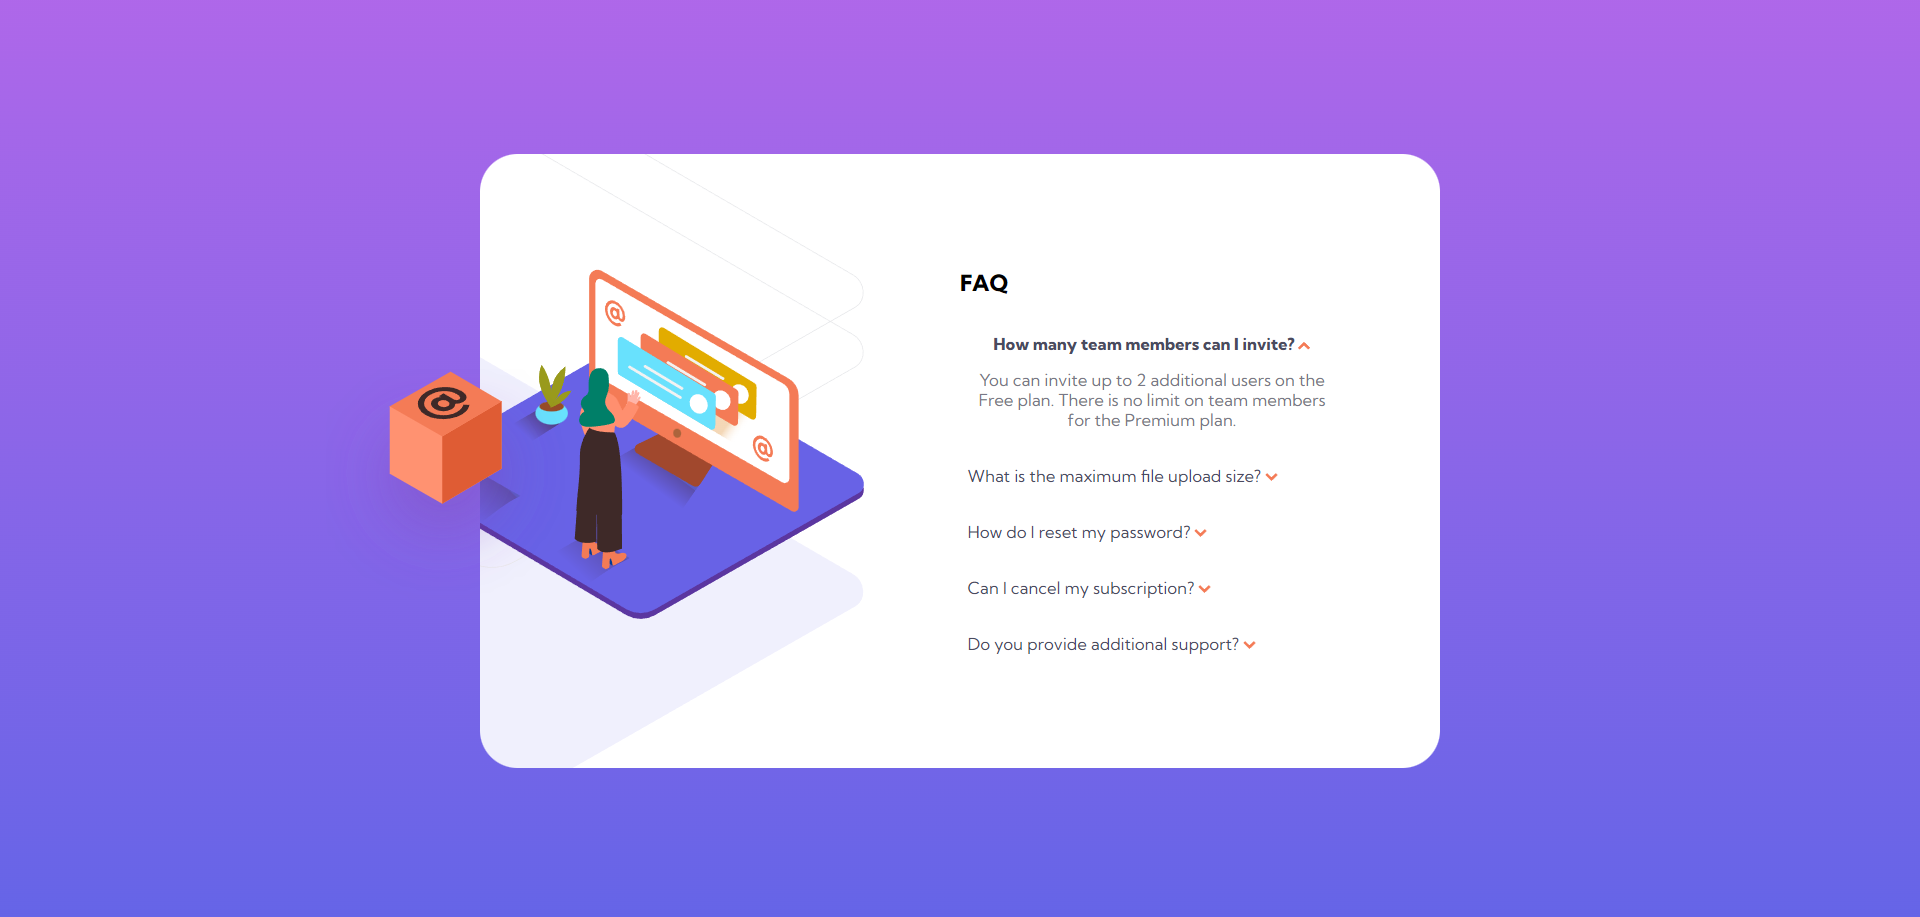 @
@
@
FAQ
How many team members can I invite?
You can invite up to 2 additional users on the
Free plan. There is no limit on team members
for the Premium plan.
What is the maximum file upload size?
How do I reset my password?
Can I cancel my subscription?
Do you provide additional support?